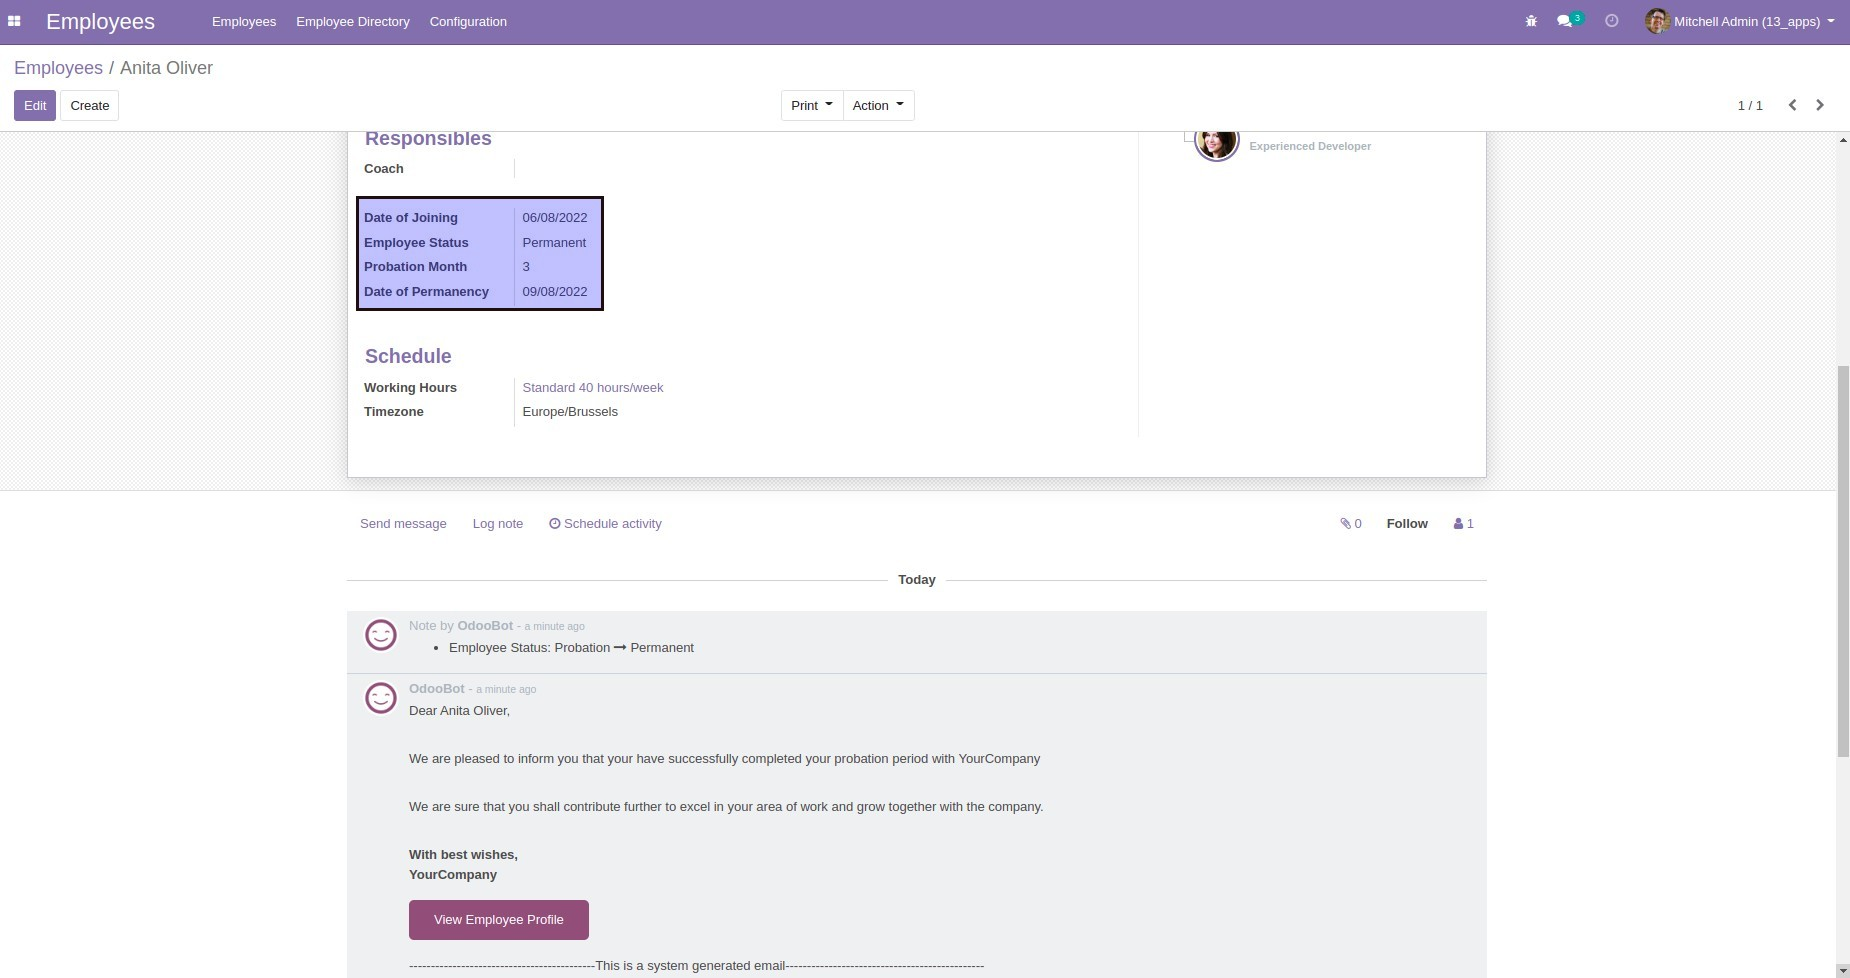 Employees Employees Employee Directory Configuration 3 Mitchell Admin (13_apps)
Employees / Anita Oliver
Edit Create Print Action 1 / 1
Responsibles
Experienced Developer
Coach
Date of Joining 06/08/2022
Employee Status Permanent
Probation Month 3
Date of Permanency 09/08/2022
Schedule
Working Hours Standard 40 hours/week
Timezone Europe/Brussels
Send message Log note Schedule activity 0 Follow 1
Today
Note by OdooBot - a minute ago
• Employee Status: Probation → Permanent
OdooBot - a minute ago
Dear Anita Oliver,
We are pleased to inform you that your have successfully completed your probation period with YourCompany
We are sure that you shall contribute further to excel in your area of work and grow together with the company.
With best wishes,
YourCompany
View Employee Profile
-------------------------------------------This is a system generated email----------------------------------------------